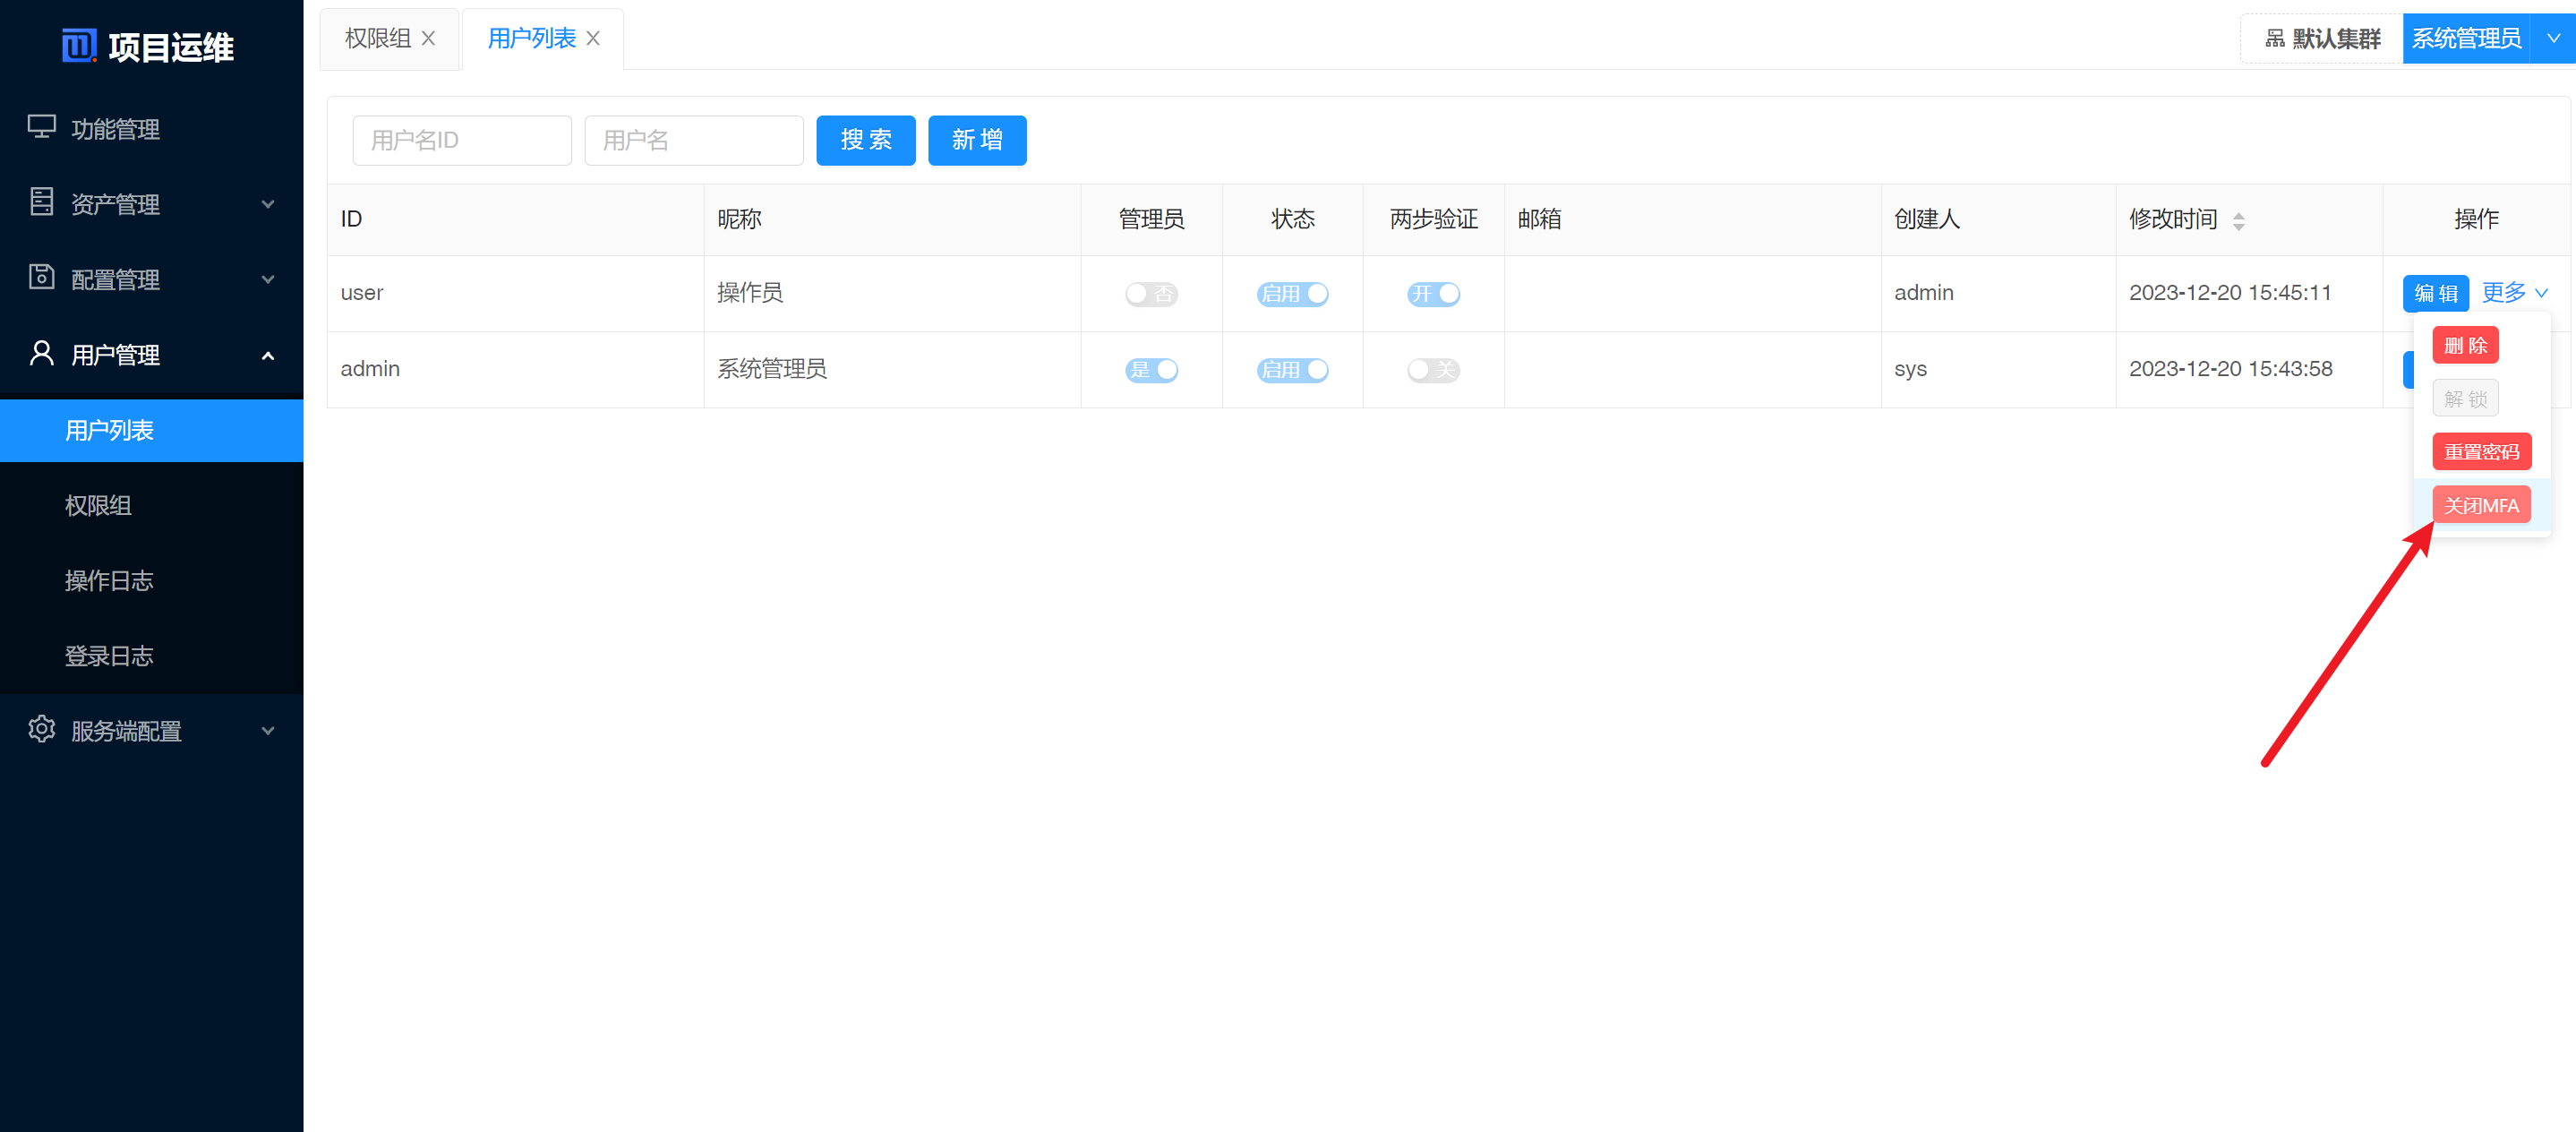 项目运维
功能管理
资产管理
配置管理
用户管理
用户列表
权限组
操作日志
登录日志
服务端配置
权限组 用户列表
默认集群 系统管理员
用户名ID 用户名 搜 索 新 增
ID 昵称 管理员 状态 两步验证 邮箱 创建人 修改时间 操作
user 操作员 否 启用 开 admin 2023-12-20 15:45:11 编 辑 更多
admin 系统管理员 是 启用 关 sys 2023-12-20 15:43:58
删 除
解 锁
重置密码
关闭MFA